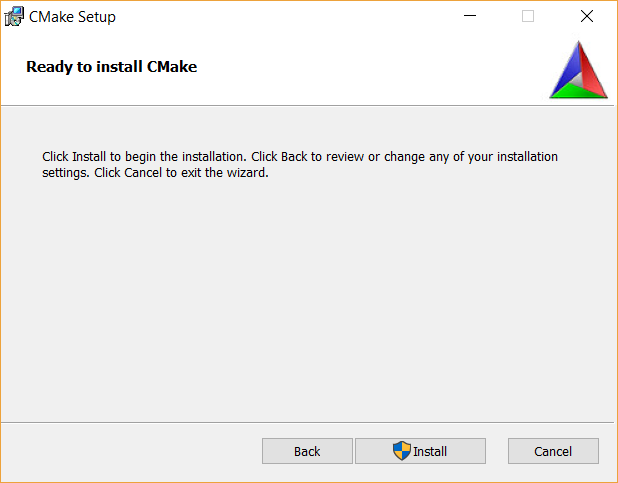 CMake Setup
Ready to install CMake
Click Install to begin the installation. Click Back to review or change any of your installation
settings. Click Cancel to exit the wizard.
Back
Install
Cancel